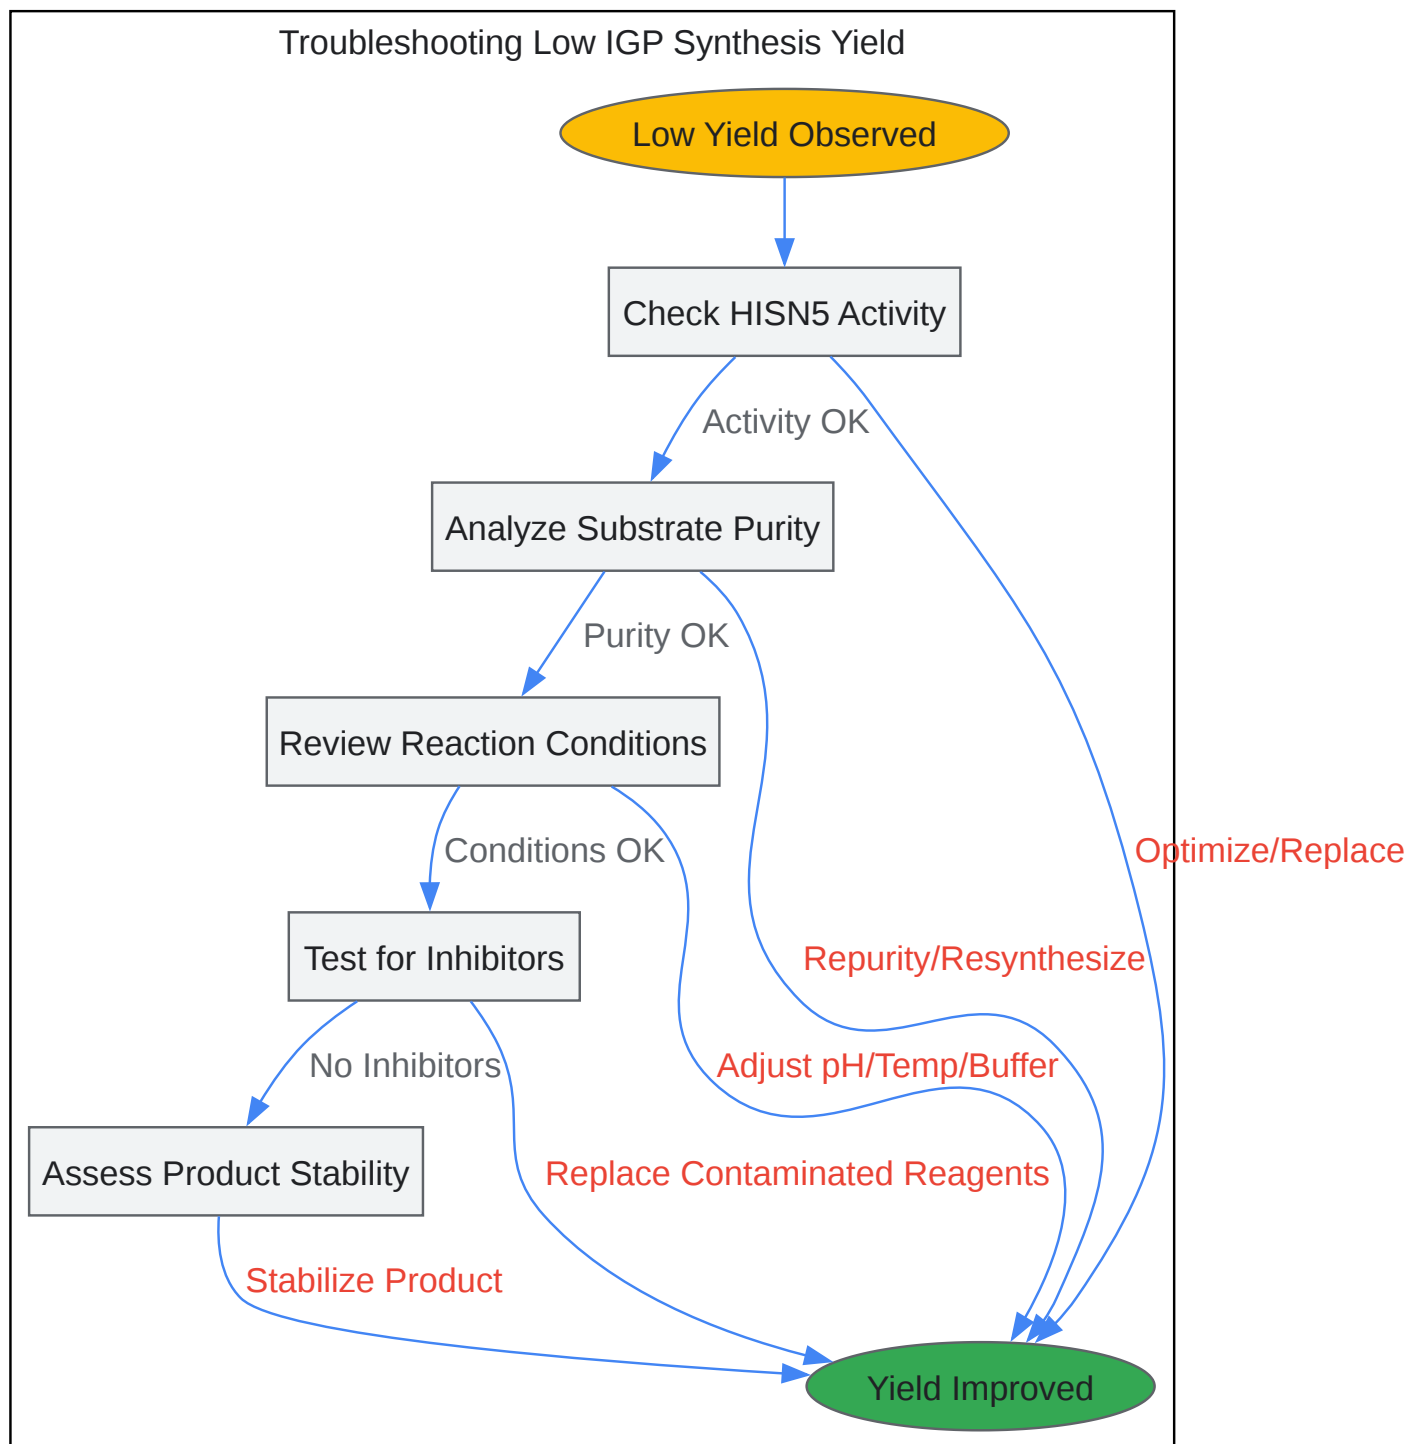 Troubleshooting Low IGP Synthesis Yield
Low Yield Observed
Check HISN5 Activity
Activity OK
Analyze Substrate Purity
Purity OK
Review Reaction Conditions
Conditions OK
Optimize/Replace
Test for Inhibitors
Repurity/Resynthesize
No Inhibitors
Adjust pH/Temp/Buffer
Assess Product Stability
Replace Contaminated Reagents
Stabilize Product
Yield Improved